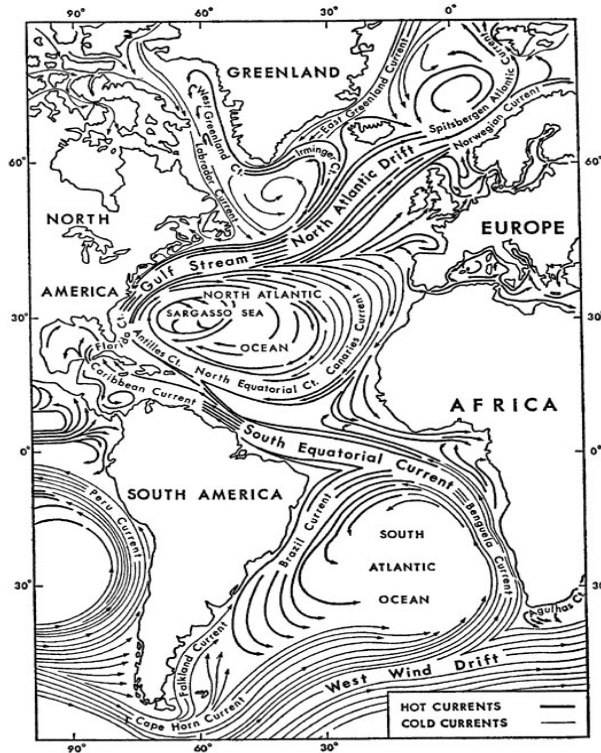 90° 60° 0°
GREENLAND
West Greenland Ct.
East Greenland Current
Current
Spitsbergen Atlantic
Norwegian Current
Irminger Ct.
Labrador Current
60° 60°
North Atlantic Drift
NORTH
EUROPE
Gulf Stream
AMERICA
NORTH ATLANTIC
SARGASSO SEA
30° 30°
OCEAN
Florida Ct.
Antilles Ct.
North Equatorial Ct.
Canaries Current
Caribbean Current
AFRICA
0° 0°
South Equatorial Current
SOUTH AMERICA
Peru Current
Brazil Current
Benguela Current
SOUTH
ATLANTIC
OCEAN
30° 30°
Agulhas Ct.
Falkland Current
West Wind Drift
Cape Horn Current
HOT CURRENTS
COLD CURRENTS
90° 60° 30° 0°